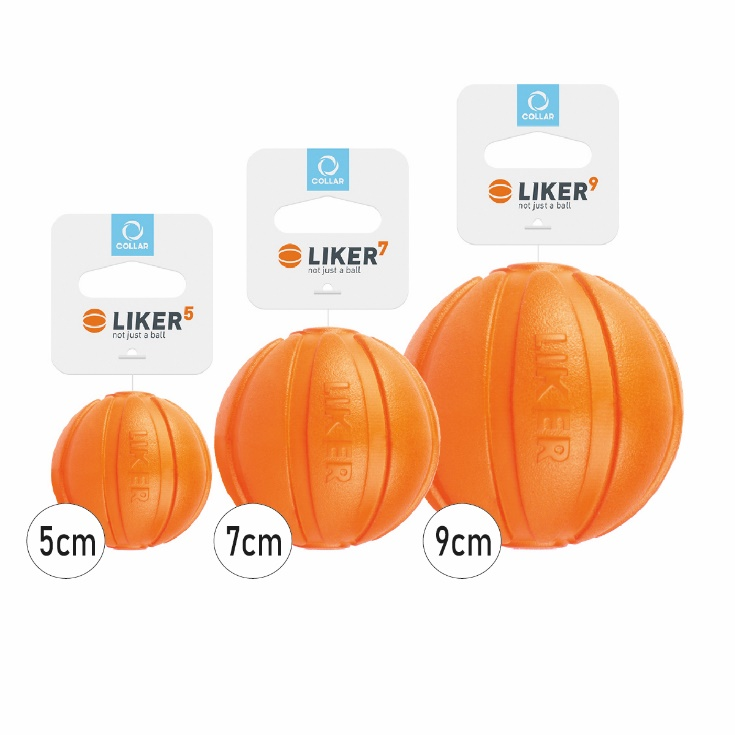 COLLAR
LIKER5
not just a ball
LIKER
5cm
COLLAR
LIKER7
not just a ball
LIKER
7cm
COLLAR
LIKER9
not just a ball
LIKER
9cm